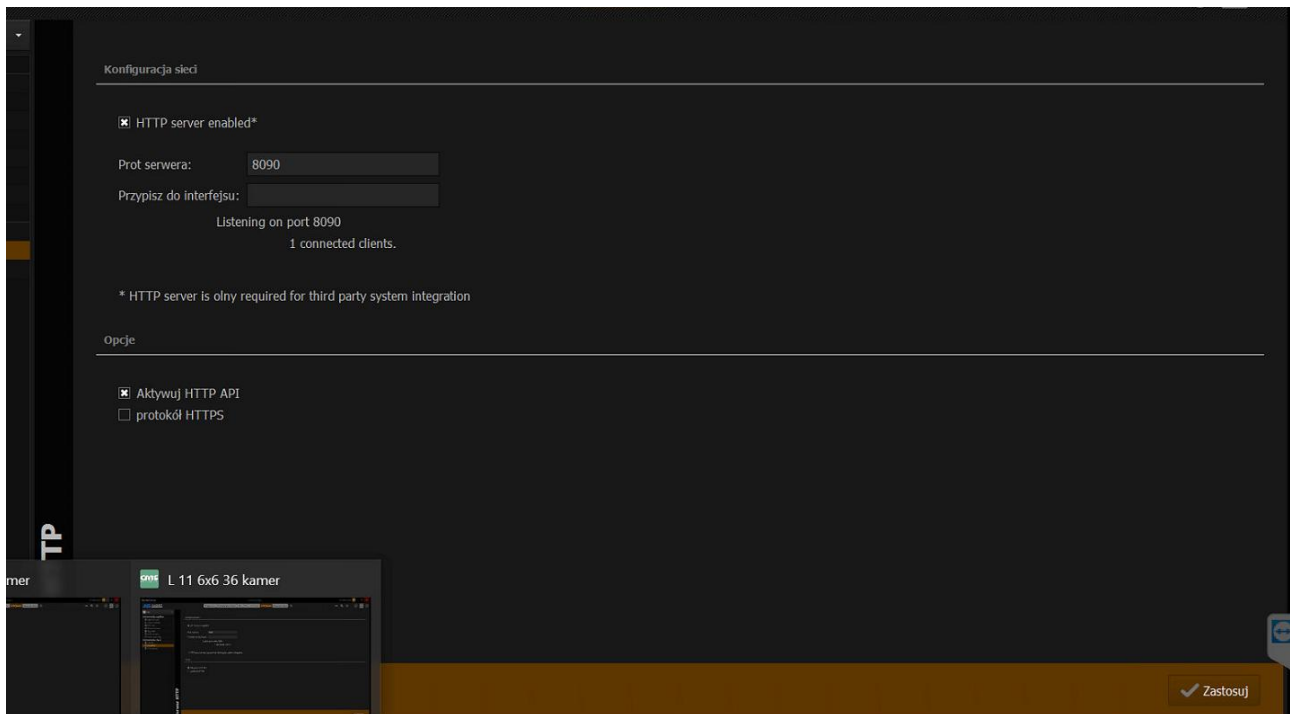 Konfiguracja sieci
HTTP server enabled*
Prot serwera: 8090
Przypisz do interfejsu:
Listening on port 8090
1 connected clients.
* HTTP server is olny required for third party system integration
Opcje
Aktywuj HTTP API
protokół HTTPS
TP
mer
cms L 11 6x6 36 kamer
Zastosuj